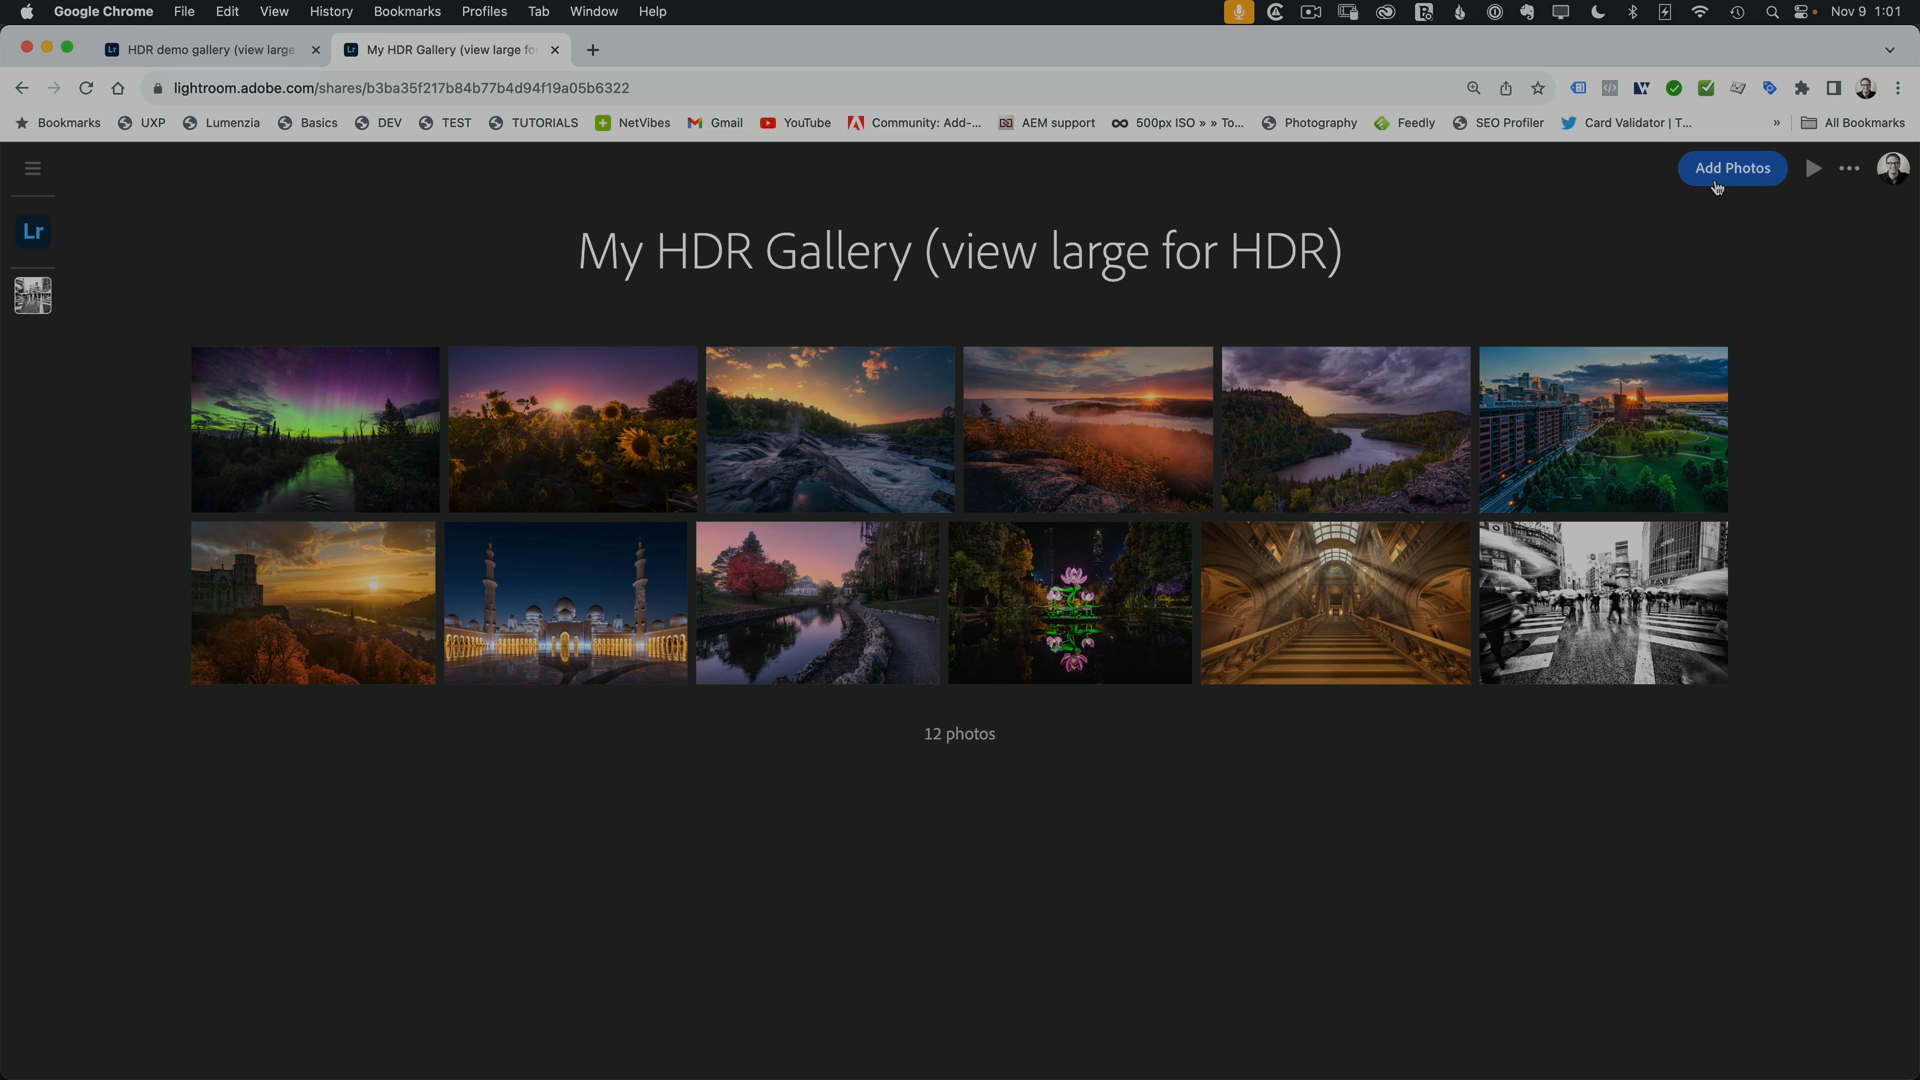 Google Chrome File Edit View History Bookmarks Profiles Tab Window Help Nov 9 1:01
HDR demo gallery (view large My HDR Gallery (view large fo
lightroom.adobe.com/shares/b3ba35f217b84b77b4d94f19a05b6322
Bookmarks UXP Lumenzia Basics DEV TEST TUTORIALS NetVibes Gmail YouTube Community: Add-... AEM support 500px ISO » » To... Photography Feedly SEO Profiler Card Validator | T... » All Bookmarks
Add Photos
Lr
My HDR Gallery (view large for HDR)
12 photos